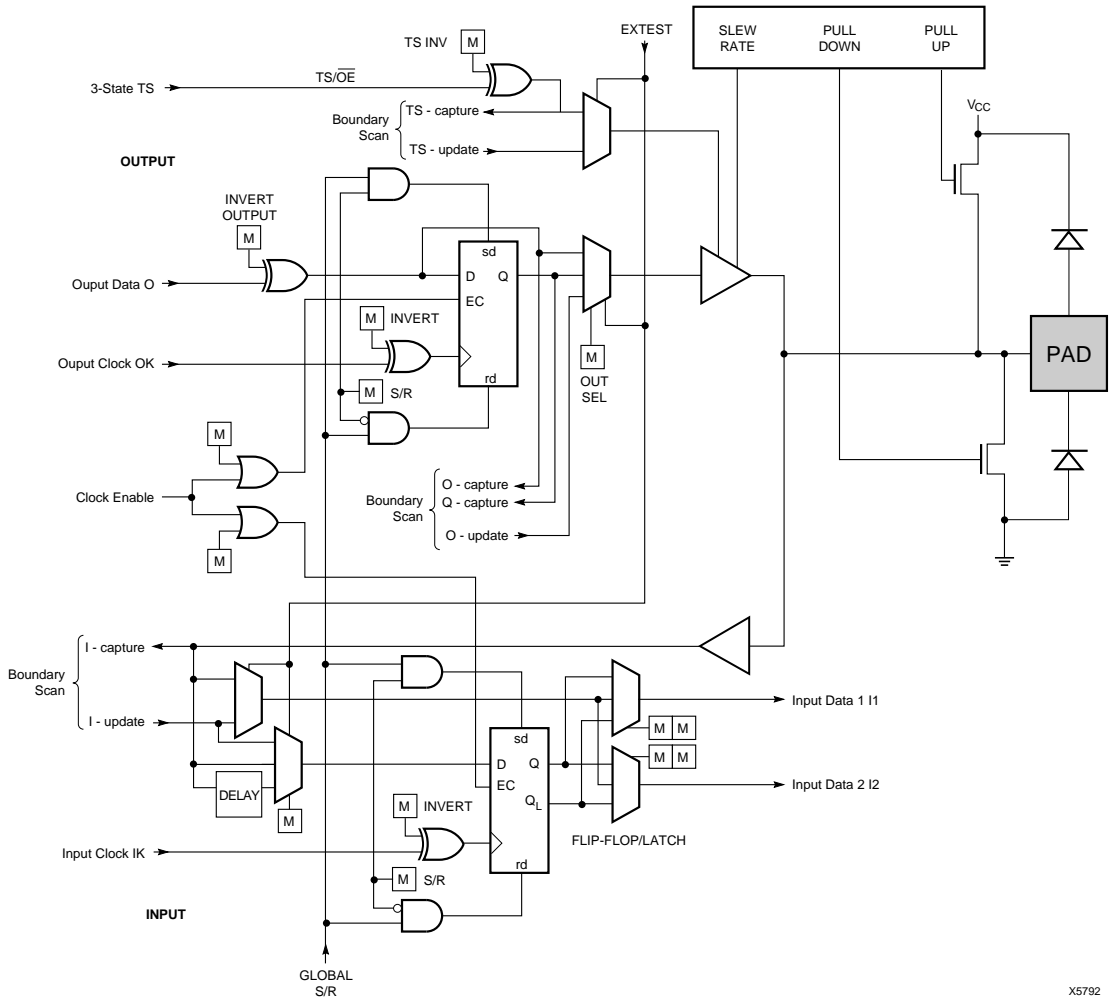 EXTEST
SLEW
RATE
PULL
DOWN
PULL
UP
TS INV
M
TS/OE
3-State TS
VCC
TS - capture
Boundary
Scan
TS - update
OUTPUT
INVERT
OUTPUT
M
sd
D
Q
Ouput Data O
EC
M
INVERT
PAD
Ouput Clock OK
M
OUT
SEL
rd
M
S/R
M
Clock Enable
O - capture
Boundary
Scan
Q - capture
O - update
M
I - capture
Boundary
Scan
I - update
Input Data 1 I1
M M
sd
M M
D
Q
EC
Input Data 2 I2
DELAY
QL
M
M
INVERT
FLIP-FLOP/LATCH
Input Clock IK
rd
M
S/R
INPUT
GLOBAL
S/R
X5792